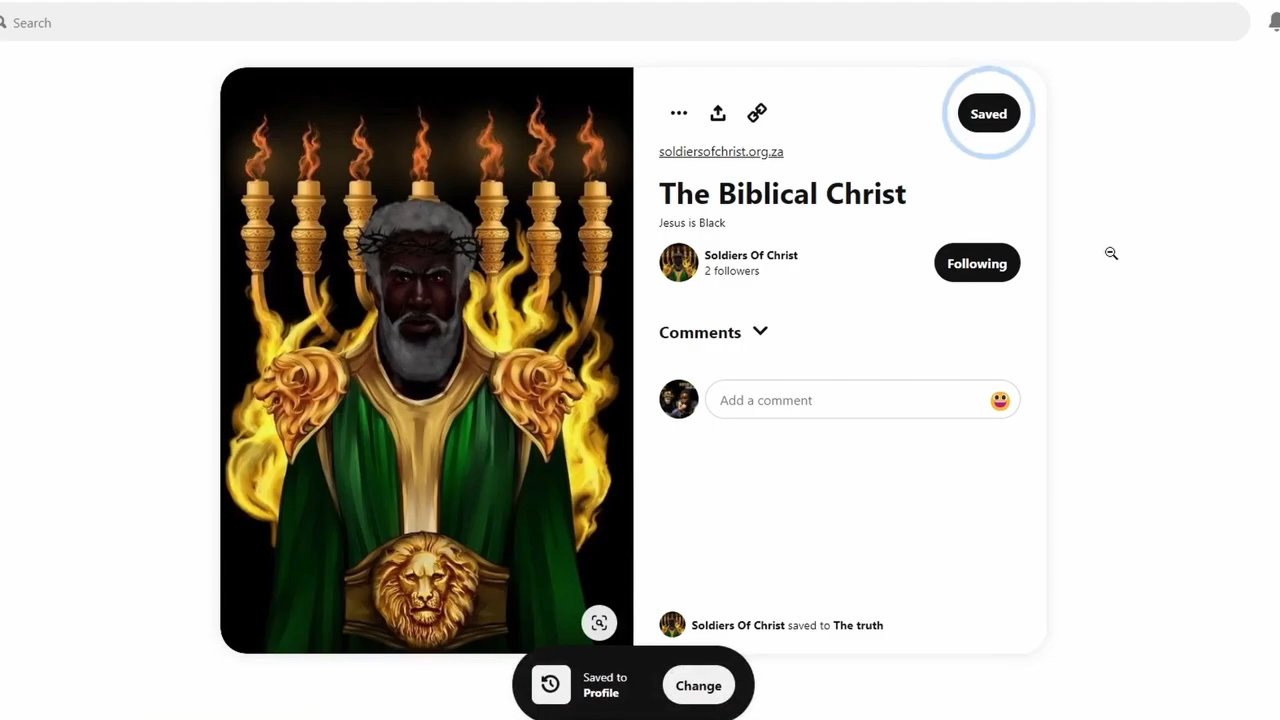 Search
Saved
soldiersofchrist.org.za
The Biblical Christ
Jesus is Black
Soldiers Of Christ
2 followers
Following
Comments
Add a comment
Soldiers Of Christ saved to The truth
Saved to
Profile
Change